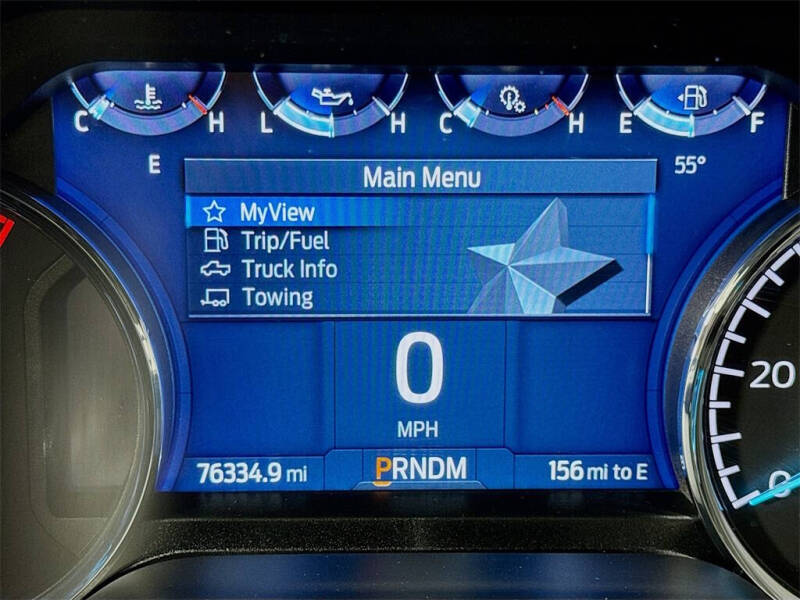 C H L H C H E F
E 55°
Main Menu
MyView
Trip/Fuel
Truck Info
Towing
0
MPH
76334.9 mi PRNDM 156 mi to E
20
0